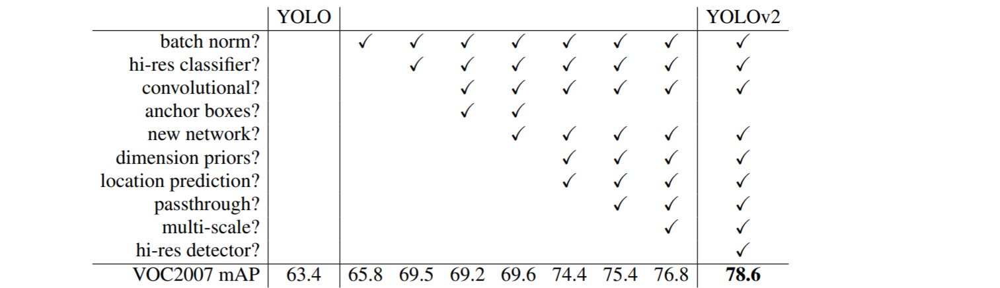 YOLO YOLOv2
batch norm? ✓ ✓ ✓ ✓ ✓ ✓ ✓ ✓
hi-res classifier? ✓ ✓ ✓ ✓ ✓ ✓ ✓
convolutional? ✓ ✓ ✓ ✓ ✓ ✓
anchor boxes? ✓ ✓
new network? ✓ ✓ ✓ ✓ ✓
dimension priors? ✓ ✓ ✓ ✓
location prediction? ✓ ✓ ✓ ✓
passthrough? ✓ ✓ ✓
multi-scale? ✓ ✓
hi-res detector? ✓
VOC2007 mAP 63.4 65.8 69.5 69.2 69.6 74.4 75.4 76.8 78.6